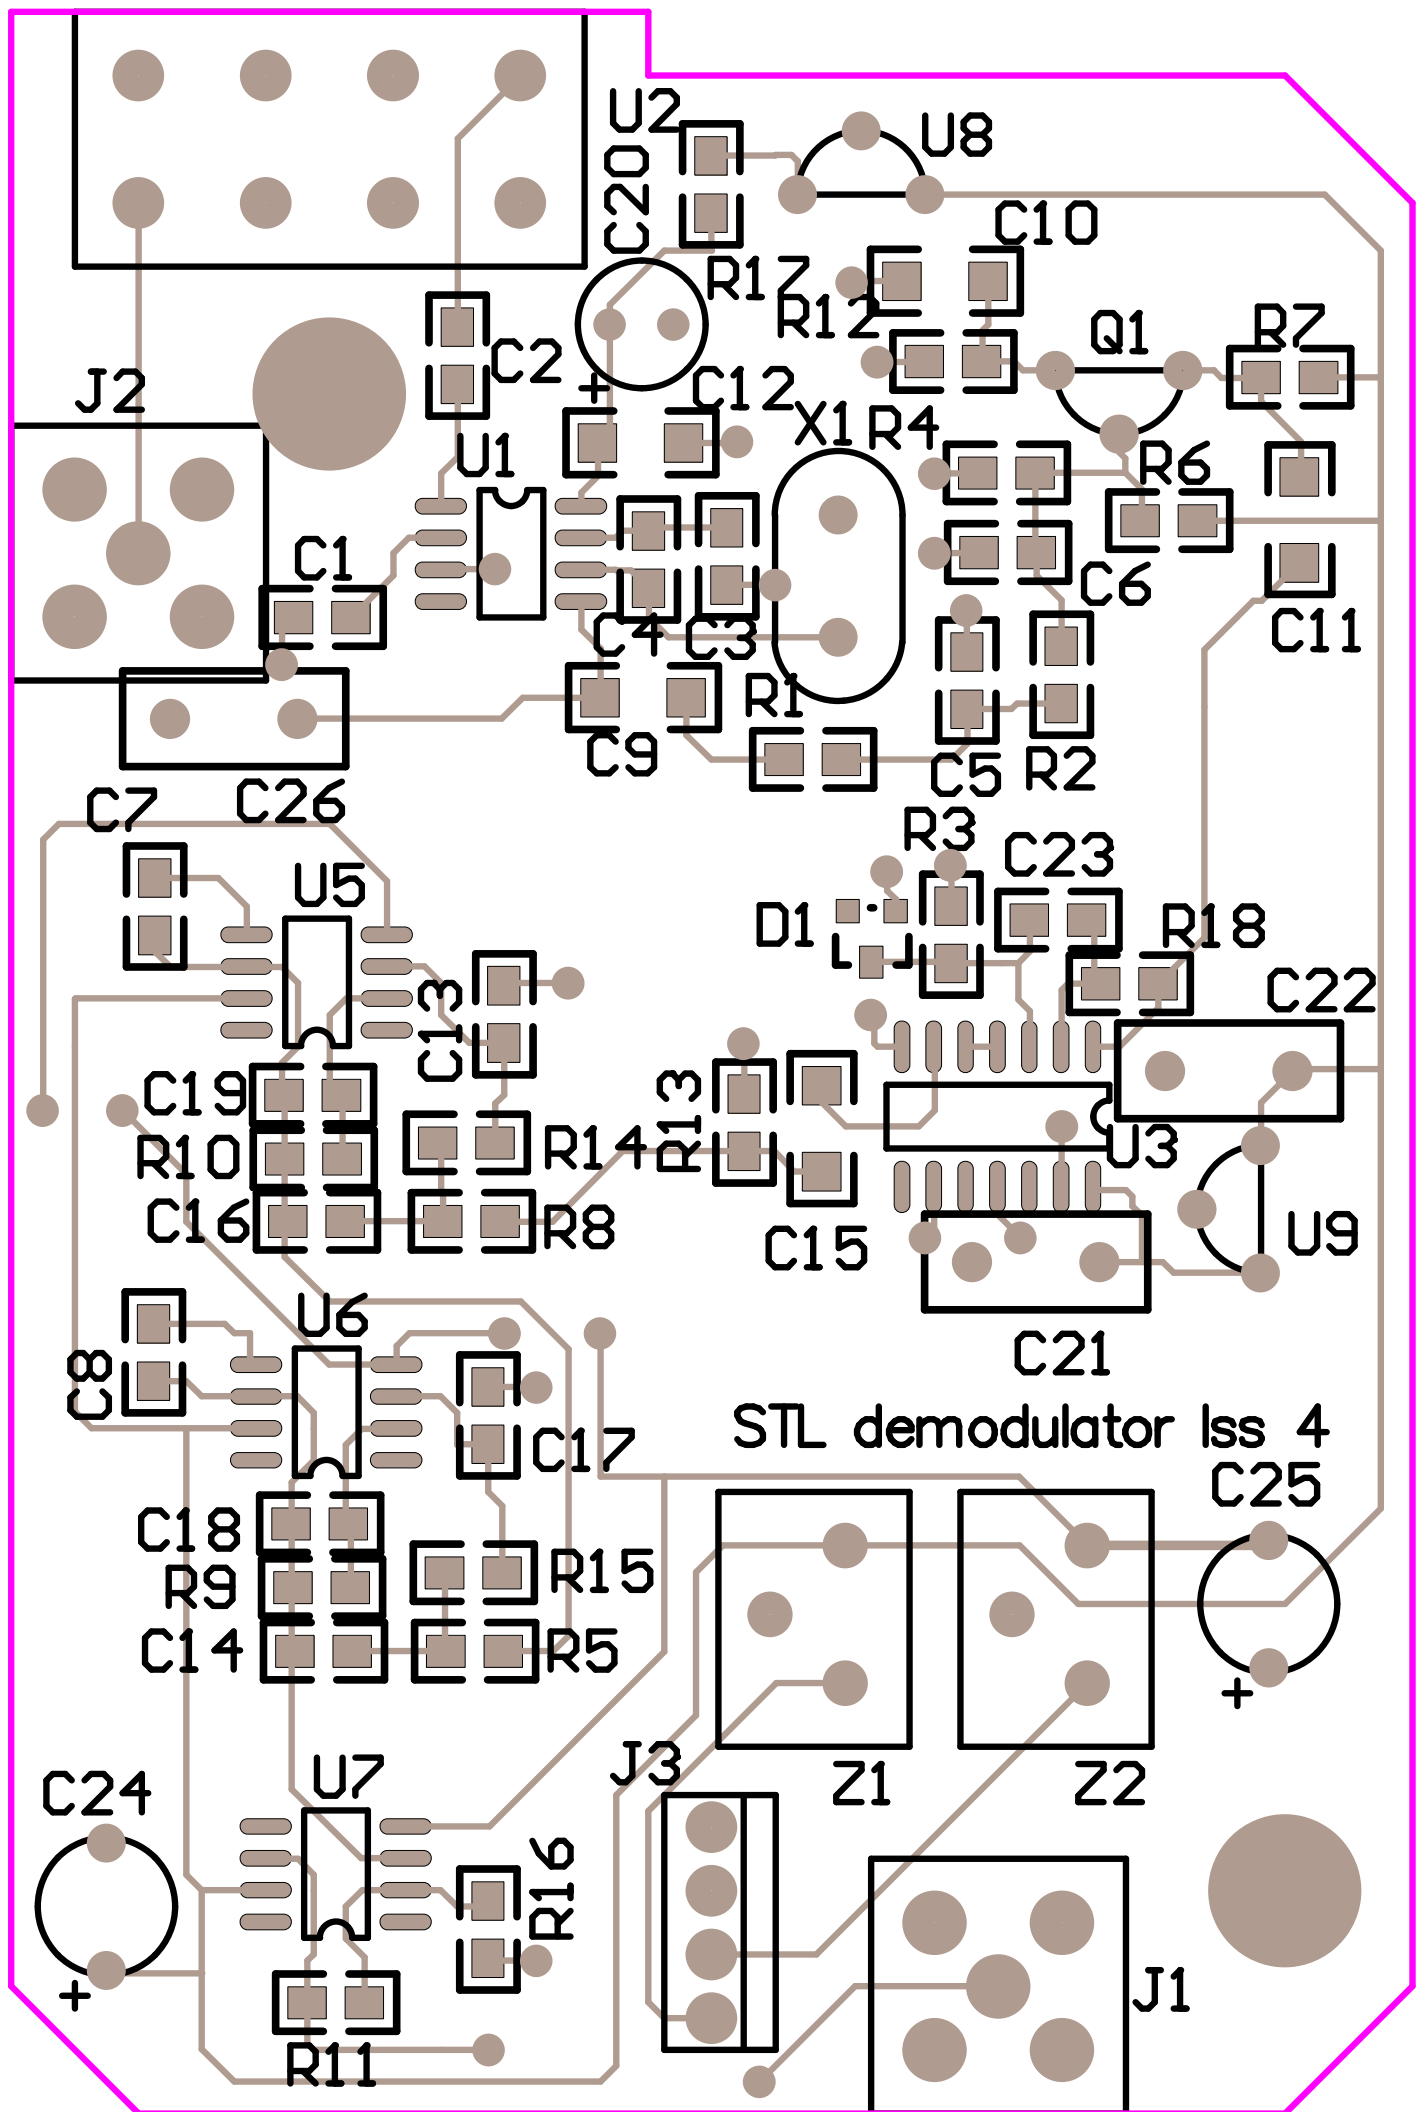 U2
U8
C20
C10
R17
R12
Q1
R7
C2
J2
+
C12
X1
R4
U1
R6
C1
C6
C4
C3
C11
R1
C9
C5
R2
C7
C26
R3
C23
U5
D1
R18
C22
C13
C19
R13
R10
R14
U3
C16
R8
C15
U9
U6
C21
C8
STL demodulator Iss 4
C17
C25
C18
R9
R15
C14
R5
+
J3
U7
Z1
Z2
C24
R16
+
J1
R11